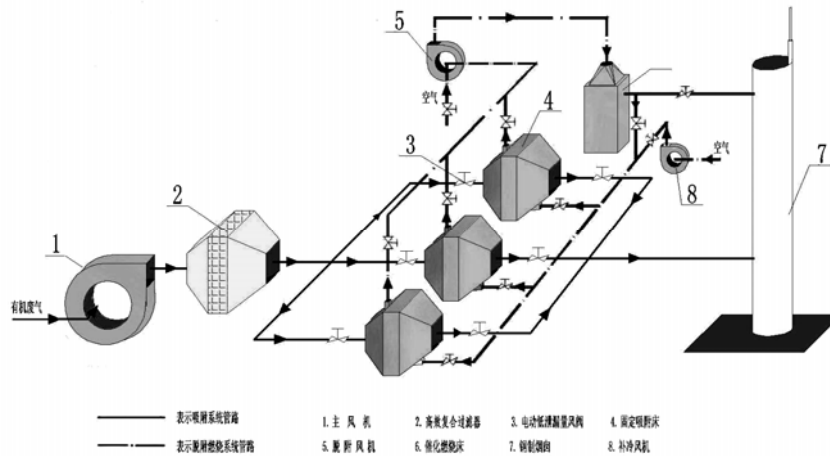 5
4
空气
3
2
空气
7
8
1
有机废气
表示吸附系统管路
1.主 风 机
2.高效复合过滤器
3.电动低泄漏量风阀
4.固定吸附床
表示脱附燃烧系统管路
5.脱附风机
6.催化燃烧床
7.钢制烟囱
8.补冷风机